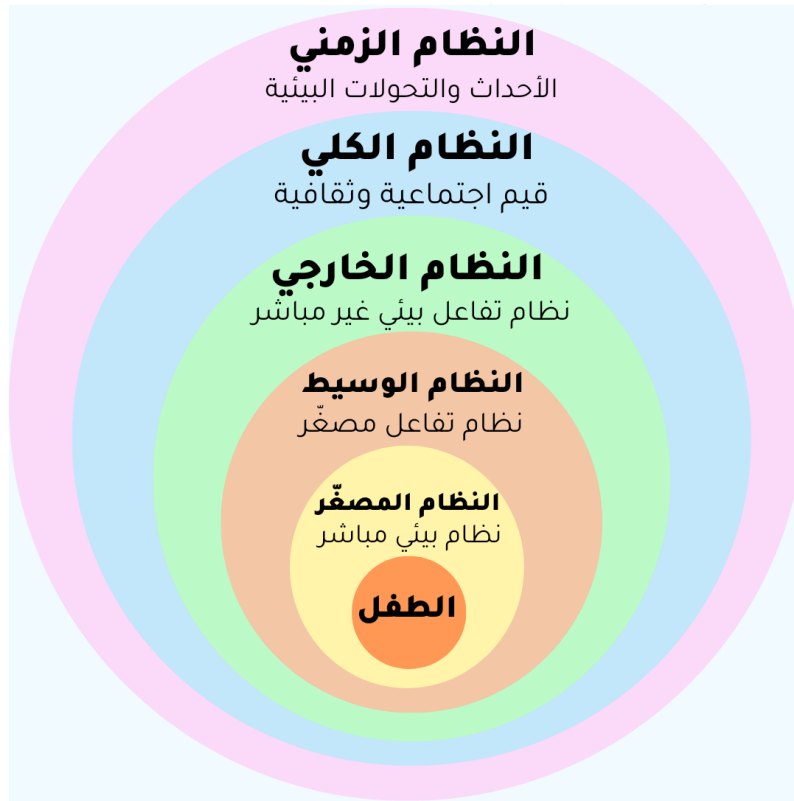 النظام الزمني
الأحداث والتحولات البيئية
النظام الكلي
قيم اجتماعية وثقافية
النظام الخارجي
نظام تفاعل بيئي غير مباشر
النظام الوسيط
نظام تفاعل مصغّر
النظام المصغّر
نظام بيئي مباشر
الطفل